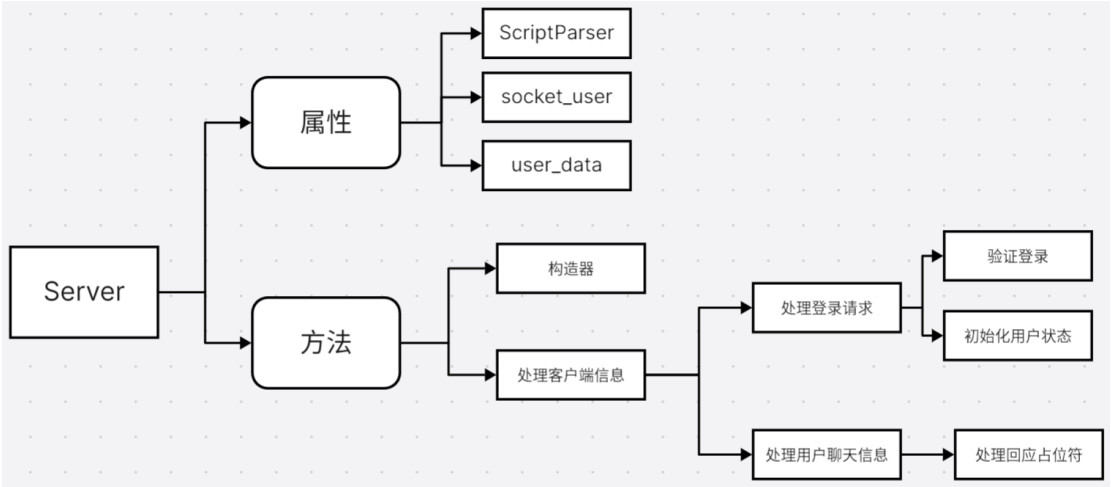 Server
属性
ScriptParser
socket_user
user_data
方法
构造器
处理客户端信息
处理登录请求
验证登录
初始化用户状态
处理用户聊天信息
处理回应占位符